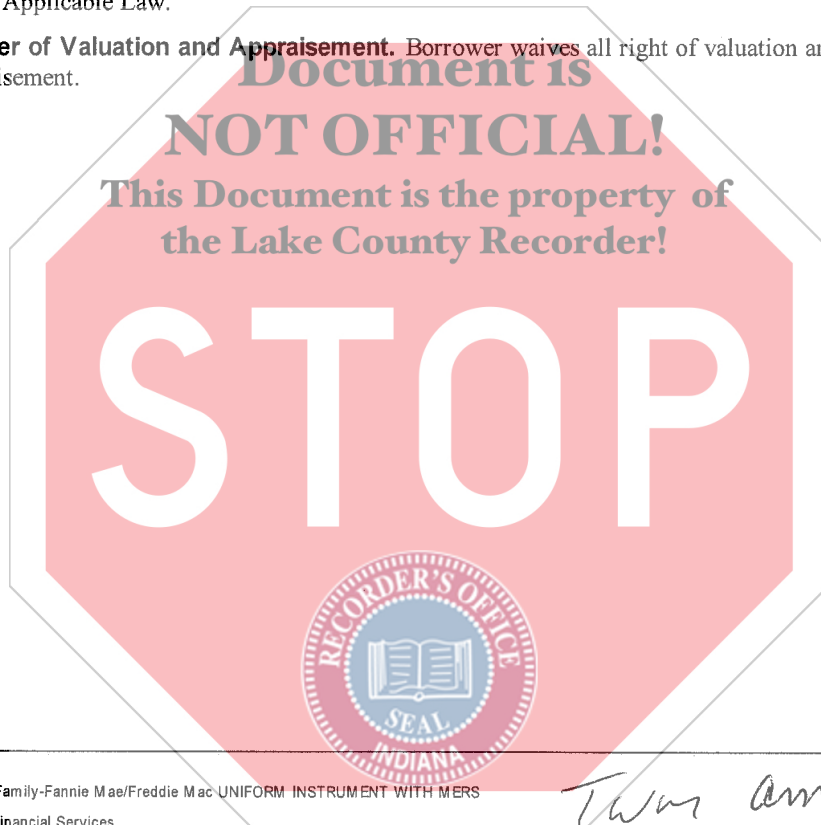 Applicable Law.
er of Valuation and Appraisement. Borrower waives all right of valuation an
isement.
Document is
NOT OFFICIAL!
This Document is the property of
the Lake County Recorder!
STOP
RECORDER'S OFFICE
SEAL
INDIANA
Family-Fannie Mae/Freddie Mac UNIFORM INSTRUMENT WITH MERS
inancial Services